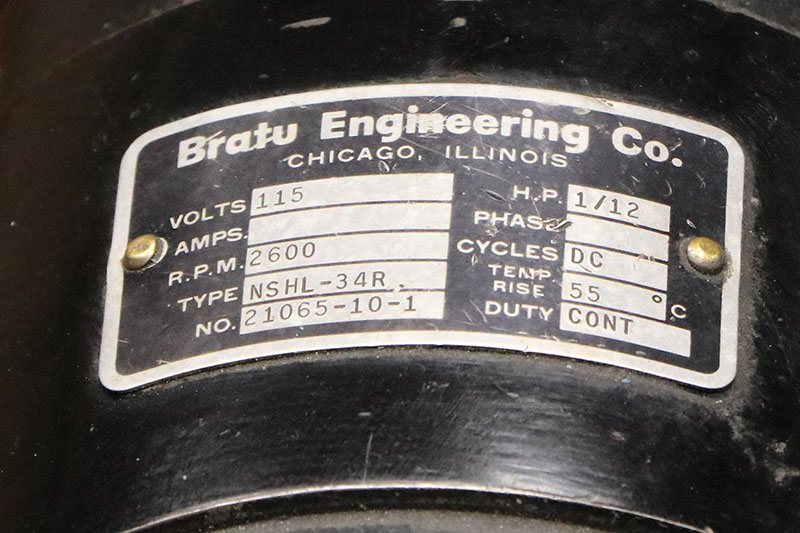 Bratu Engineering Co.
CHICAGO, ILLINOIS
VOLTS 115
AMPS.
R.P.M. 2600
TYPE NSHL-34R
NO. 21065-10-1
H.P. 1/12
PHASE
CYCLES DC
TEMP RISE 55 °C
DUTY CONT